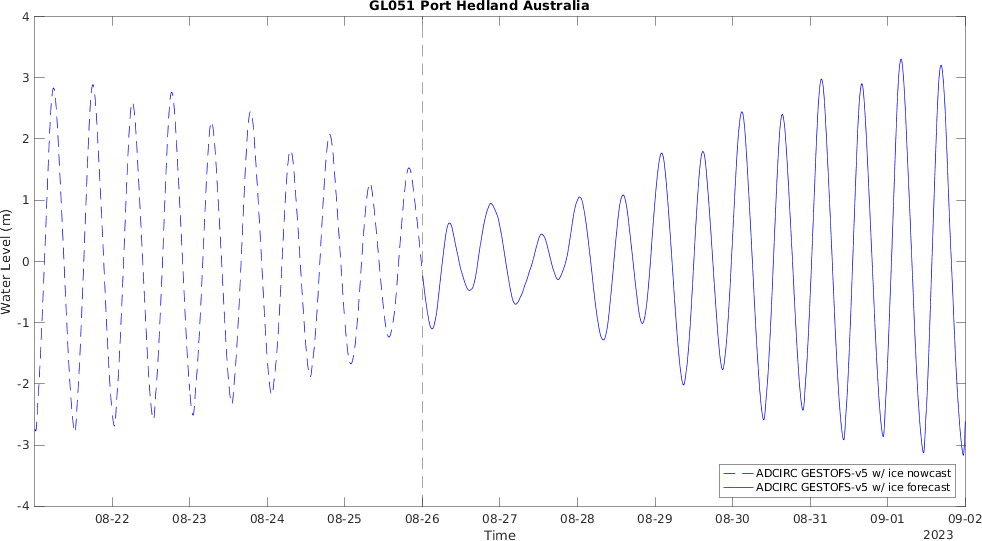 GL051 Port Hedland Australia
4
3
2
1
0
-1
-2
-3
-4
Water Level (m)
ADCIRC GESTOFS-v5 w/ ice nowcast
ADCIRC GESTOFS-v5 w/ ice forecast
08-22 08-23 08-24 08-25 08-26 08-27 08-28 08-29 08-30 08-31 09-01 09-02
Time
2023